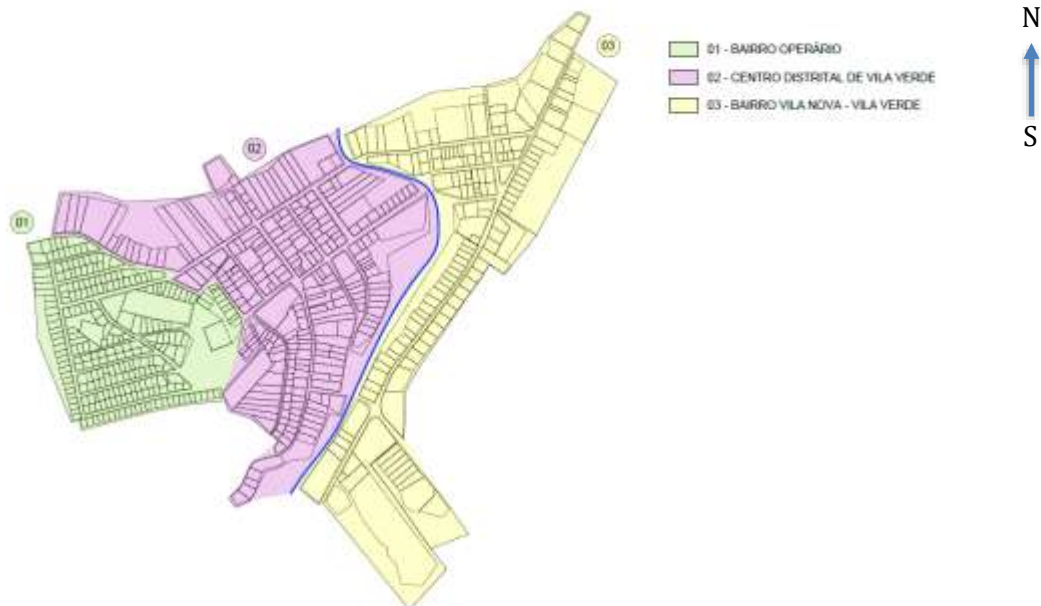 03
N
01 - BAIRRO OPERÁRIO
02 - CENTRO DISTRITAL DE VILA VERDE
03 - BAIRRO VILA NOVA - VILA VERDE
S
02
01